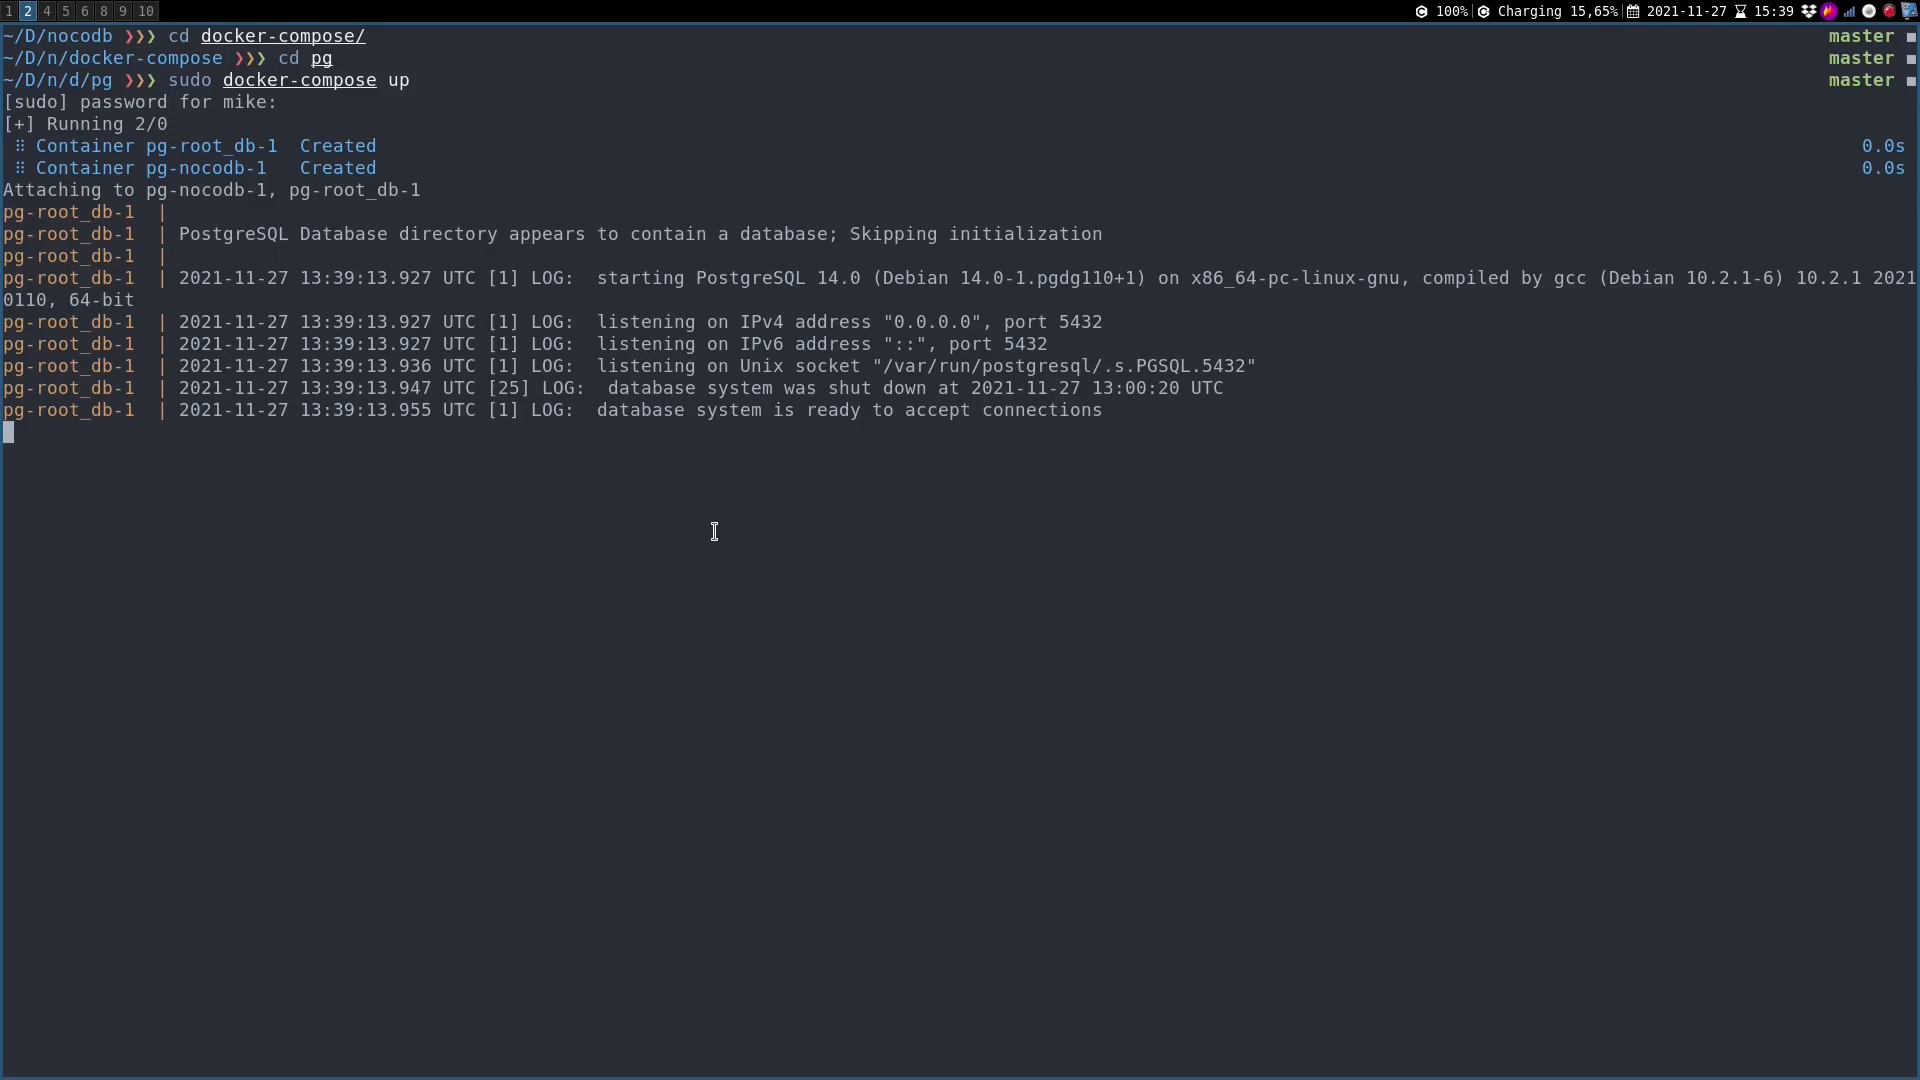 1 2 4 5 6 8 9 10 100% Charging 15,65% 2021-11-27 15:39
~/D/nocodb ❯❯❯ cd docker-compose/ master
~/D/n/docker-compose ❯❯❯ cd pg master
~/D/n/d/pg ❯❯❯ sudo docker-compose up master
[sudo] password for mike:
[+] Running 2/0
⠿ Container pg-root_db-1 Created 0.0s
⠿ Container pg-nocodb-1 Created 0.0s
Attaching to pg-nocodb-1, pg-root_db-1
pg-root_db-1 |
pg-root_db-1 | PostgreSQL Database directory appears to contain a database; Skipping initialization
pg-root_db-1 |
pg-root_db-1 | 2021-11-27 13:39:13.927 UTC [1] LOG: starting PostgreSQL 14.0 (Debian 14.0-1.pgdg110+1) on x86_64-pc-linux-gnu, compiled by gcc (Debian 10.2.1-6) 10.2.1 2021
0110, 64-bit
pg-root_db-1 | 2021-11-27 13:39:13.927 UTC [1] LOG: listening on IPv4 address "0.0.0.0", port 5432
pg-root_db-1 | 2021-11-27 13:39:13.927 UTC [1] LOG: listening on IPv6 address "::", port 5432
pg-root_db-1 | 2021-11-27 13:39:13.936 UTC [1] LOG: listening on Unix socket "/var/run/postgresql/.s.PGSQL.5432"
pg-root_db-1 | 2021-11-27 13:39:13.947 UTC [25] LOG: database system was shut down at 2021-11-27 13:00:20 UTC
pg-root_db-1 | 2021-11-27 13:39:13.955 UTC [1] LOG: database system is ready to accept connections